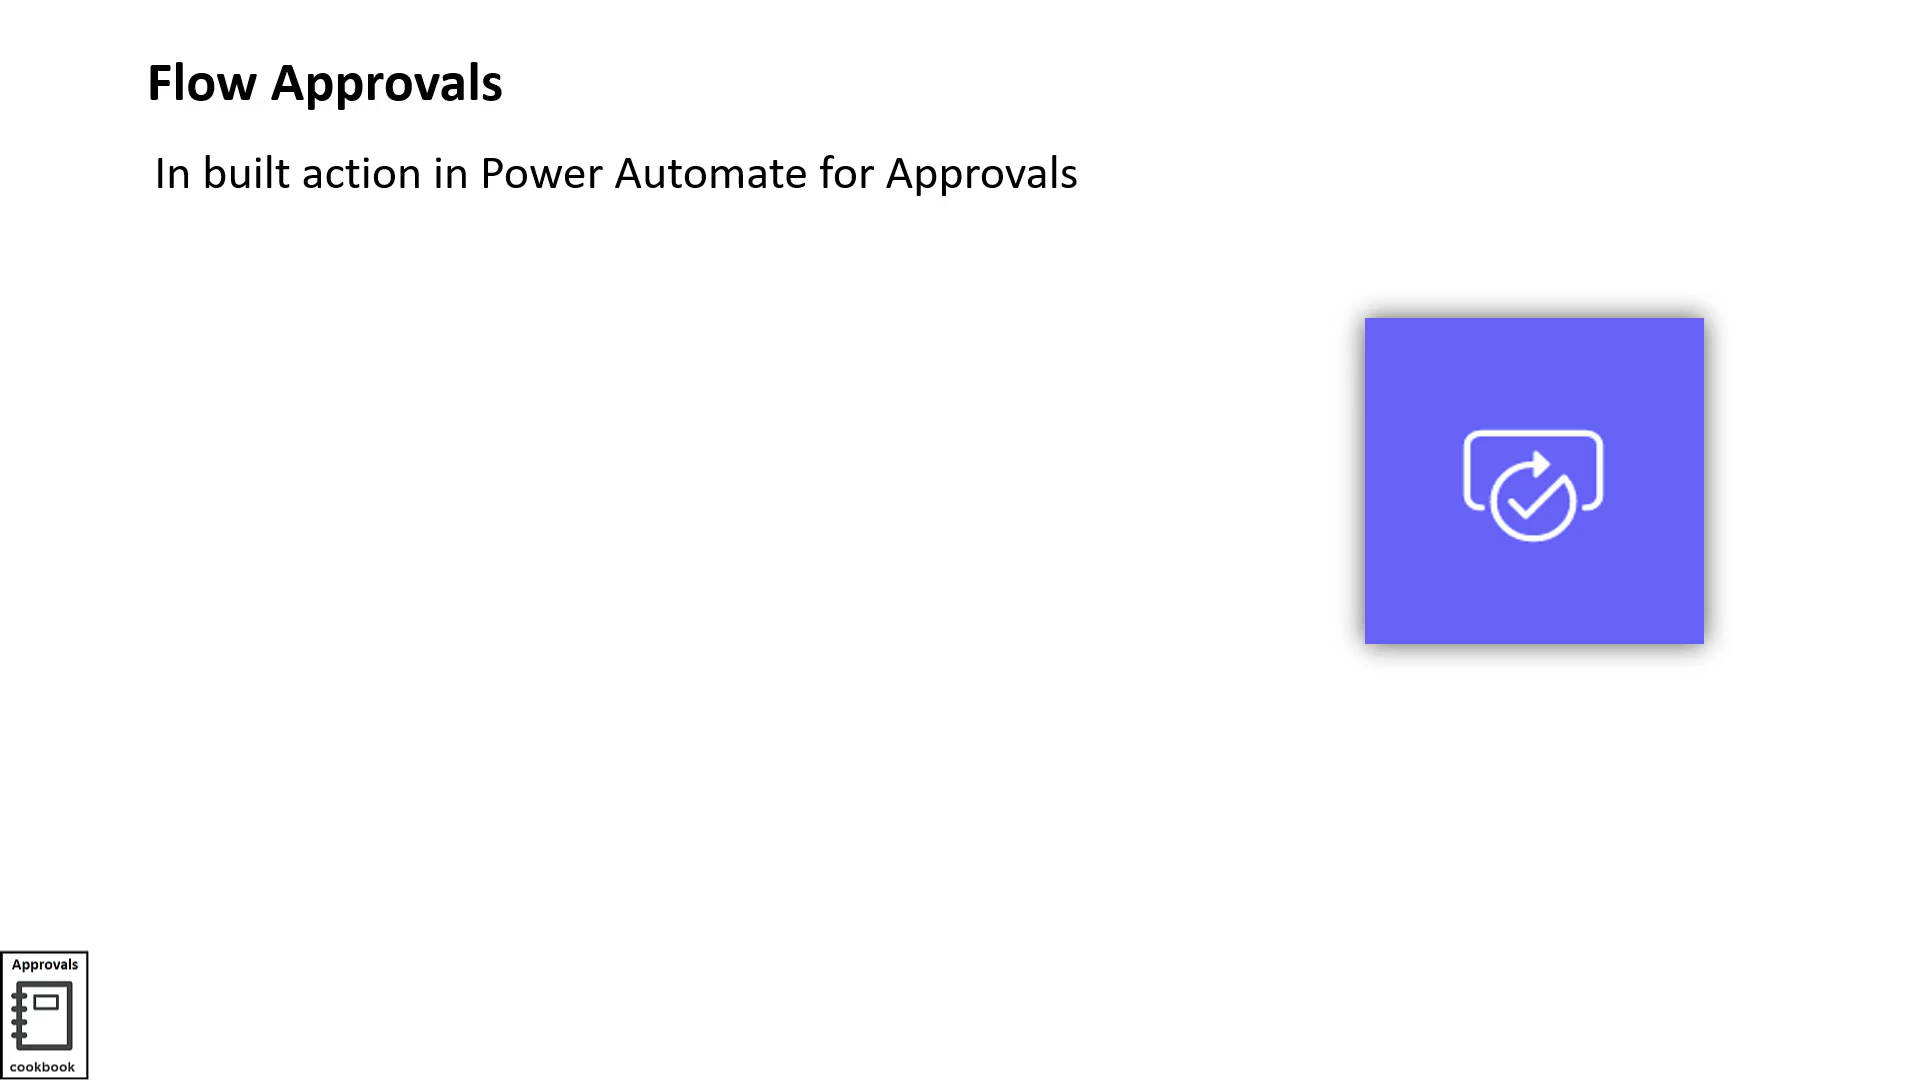 Flow Approvals
In built action in Power Automate for Approvals
Approvals
cookbook